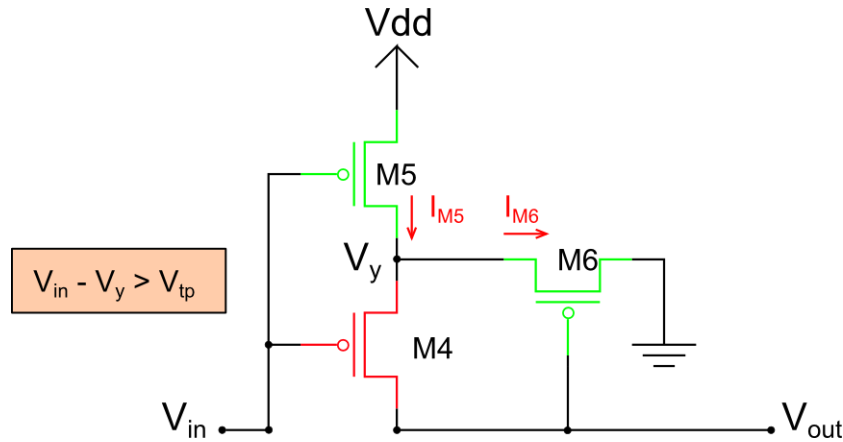 Vdd
M5
I_M5
I_M6
V_y
M6
V_in - V_y > V_tp
M4
V_in
V_out